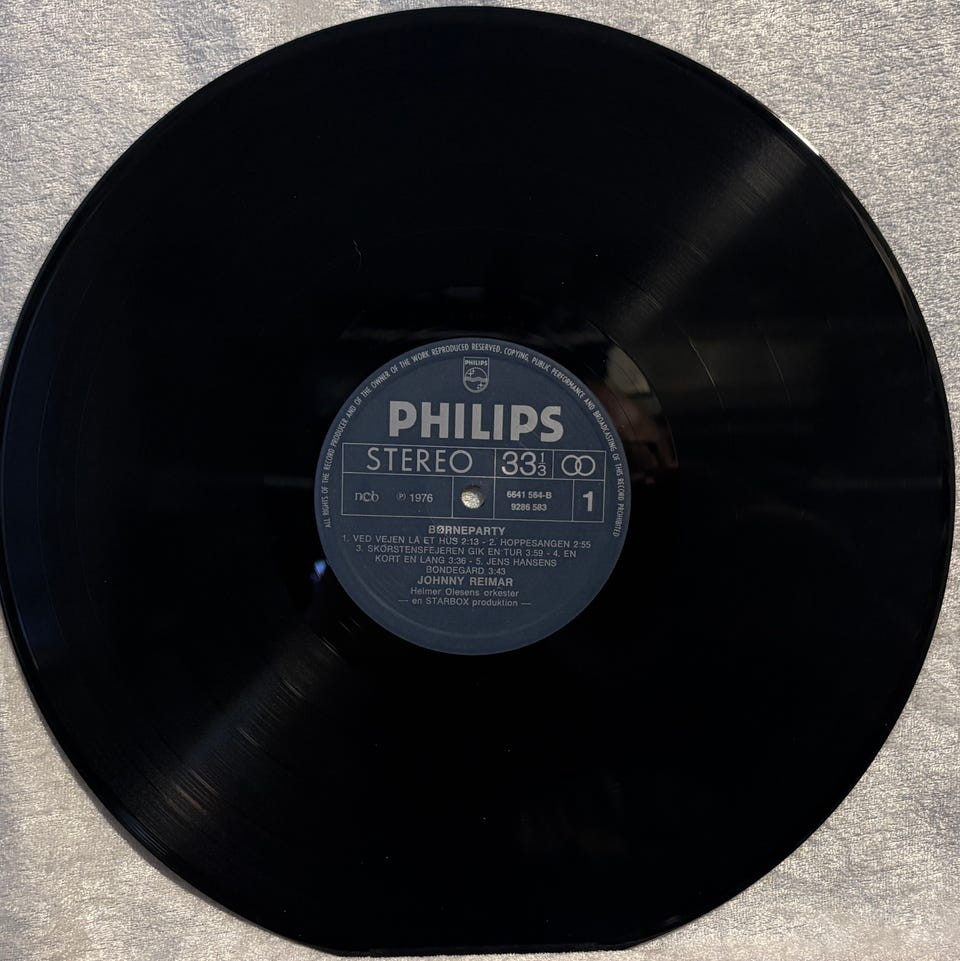 ALL RIGHTS OF THE RECORD PRODUCER AND OF THE OWNER OF THE WORK REPRODUCED RESERVED. COPYING, PUBLIC PERFORMANCE AND BROADCASTING OF THIS RECORD PROHIBITED
PHILIPS
PHILIPS
STEREO 33⅓
ncb ℗ 1976 6641 564-B 1
9286 583
BØRNEPARTY
1. VED VEJEN LÅ ET HUS 2:13 - 2. HOPPESANGEN 2:55
3. SKORSTENSFEJEREN GIK EN TUR 3:59 - 4. EN
KORT EN LANG 3:36 - 5. JENS HANSENS
BONDEGÅRD 3:43
JOHNNY REIMAR
Helmer Olesens orkester
— en STARBOX produktion —